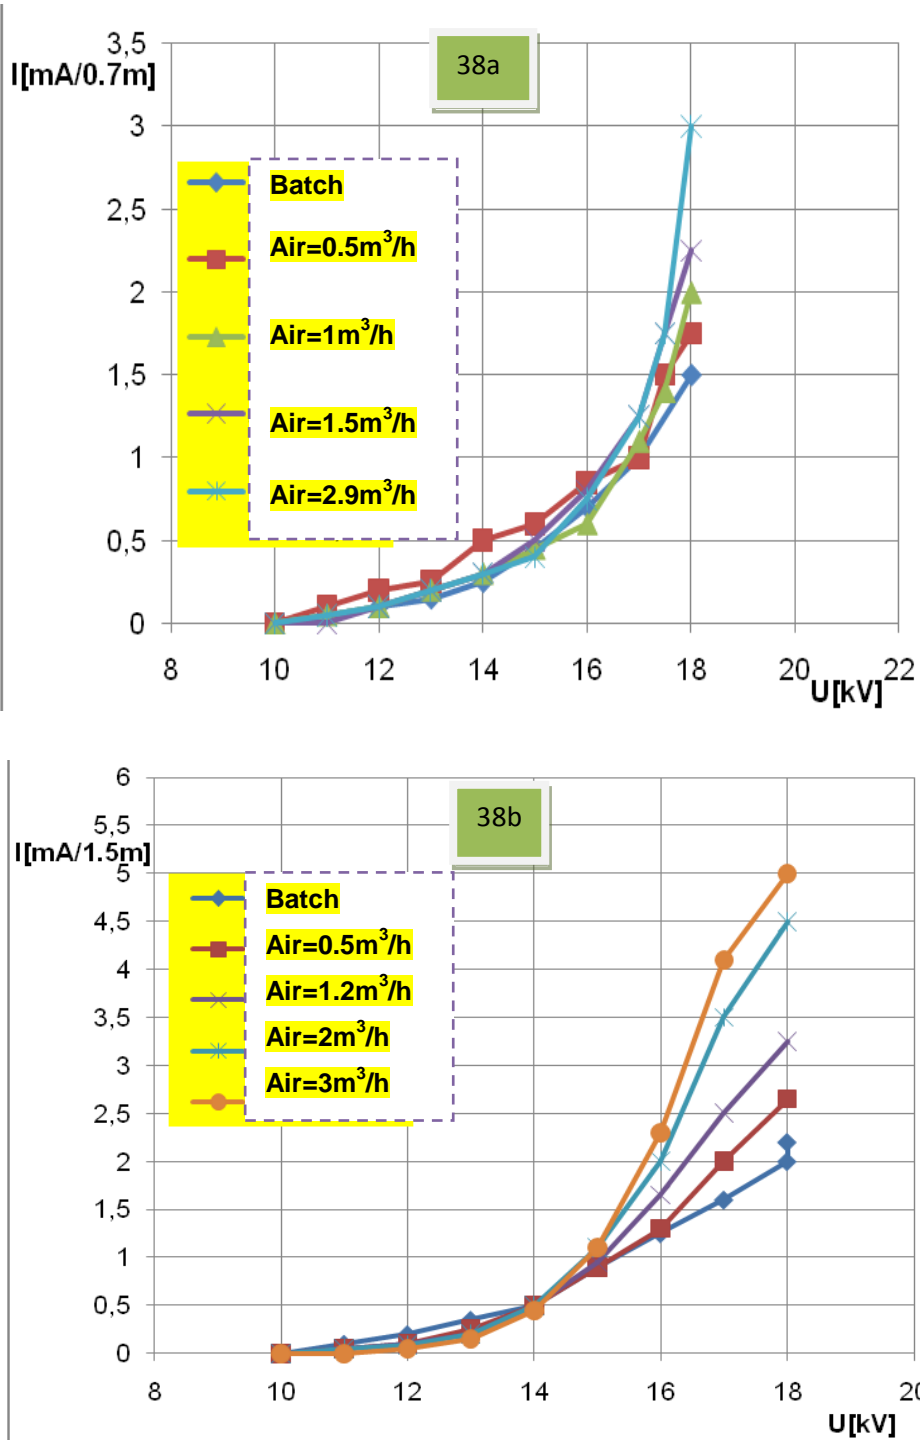 3,5
38a
I[mA/0.7m]
3
Batch
2,5
Air=0.5m³/h
2
Air=1m³/h
1,5
Air=1.5m³/h
1
Air=2.9m³/h
0,5
0
8 10 12 14 16 18 20 22
U[kV]
6
5,5
38b
I[mA/1.5m]
5
Batch
4,5
Air=0.5m³/h
4
Air=1.2m³/h
3,5
Air=2m³/h
3
Air=3m³/h
2,5
2
1,5
1
0,5
0
8 10 12 14 16 18 20
U[kV]